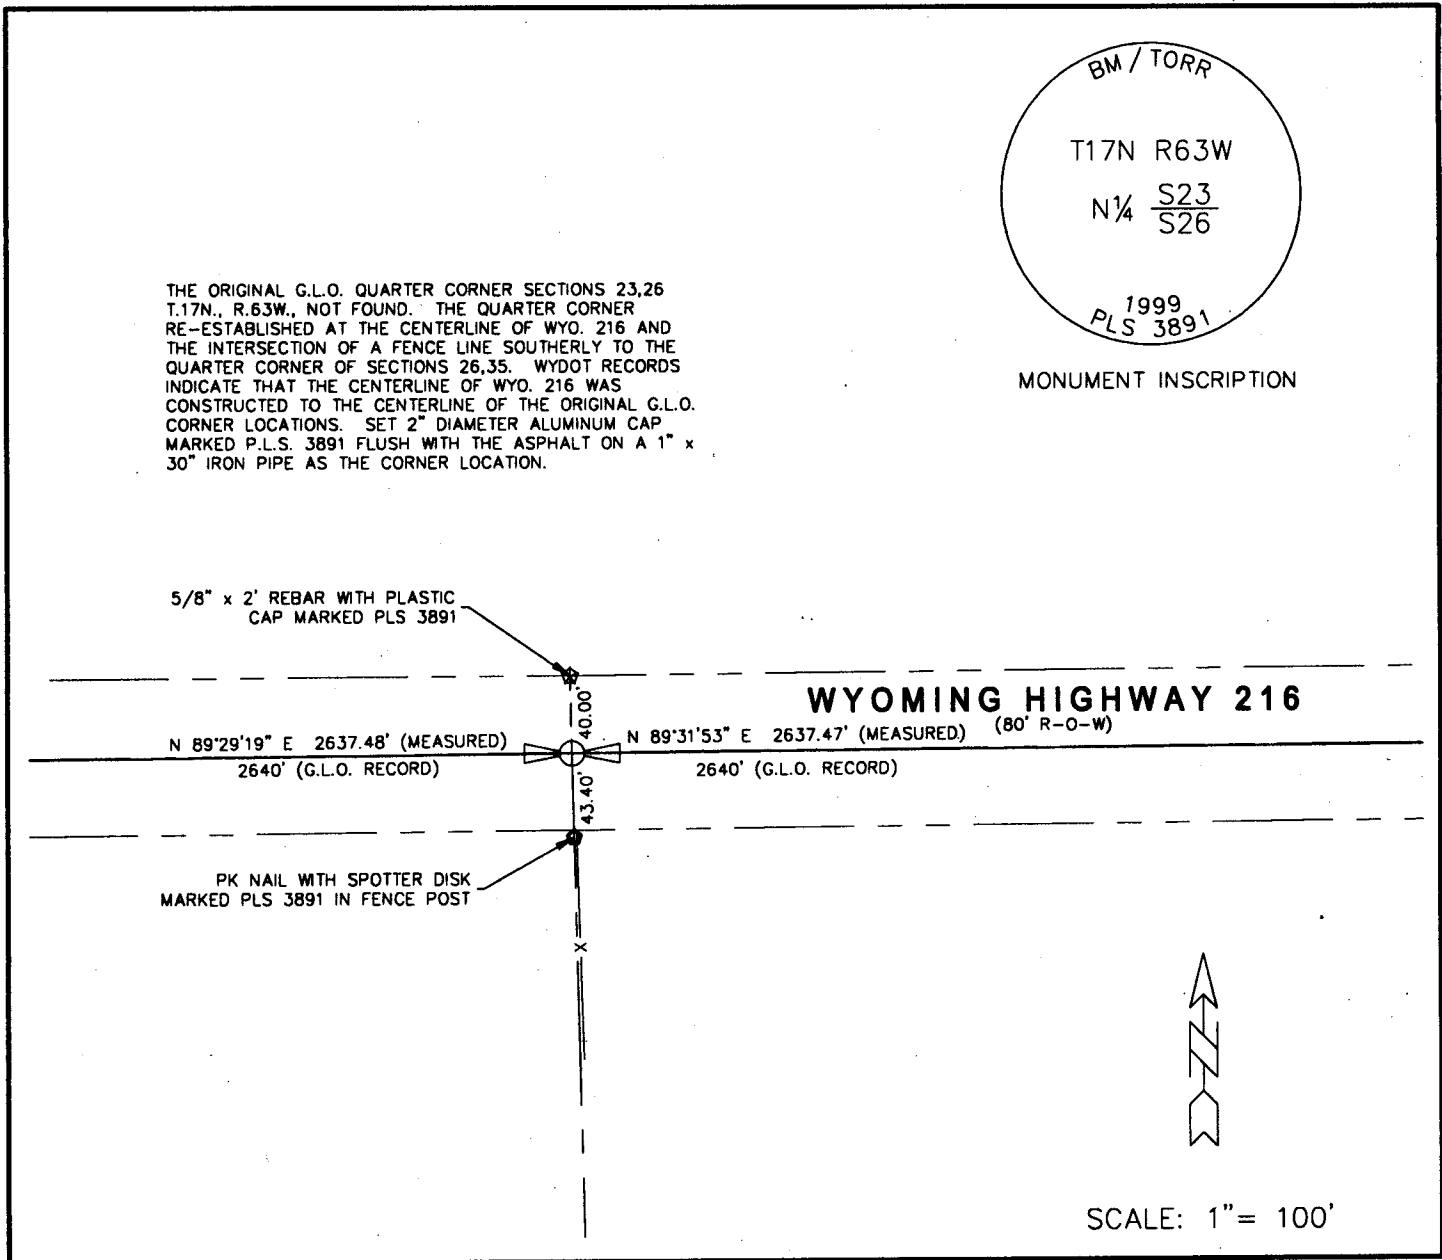 BM / TORR
T17N R63W
N¼ S23
S26
1999
PLS 3891
MONUMENT INSCRIPTION
THE ORIGINAL G.L.O. QUARTER CORNER SECTIONS 23,26
T.17N., R.63W., NOT FOUND. THE QUARTER CORNER
RE-ESTABLISHED AT THE CENTERLINE OF WYO. 216 AND
THE INTERSECTION OF A FENCE LINE SOUTHERLY TO THE
QUARTER CORNER OF SECTIONS 26,35. WYDOT RECORDS
INDICATE THAT THE CENTERLINE OF WYO. 216 WAS
CONSTRUCTED TO THE CENTERLINE OF THE ORIGINAL G.L.O.
CORNER LOCATIONS. SET 2" DIAMETER ALUMINUM CAP
MARKED P.L.S. 3891 FLUSH WITH THE ASPHALT ON A 1" x
30" IRON PIPE AS THE CORNER LOCATION.
5/8" x 2' REBAR WITH PLASTIC
CAP MARKED PLS 3891
40.00'
WYOMING HIGHWAY 216
(80' R-O-W)
N 89°29'19" E 2637.48' (MEASURED)
2640' (G.L.O. RECORD)
N 89°31'53" E 2637.47' (MEASURED)
2640' (G.L.O. RECORD)
43.40'
PK NAIL WITH SPOTTER DISK
MARKED PLS 3891 IN FENCE POST
X
N
SCALE: 1"= 100'